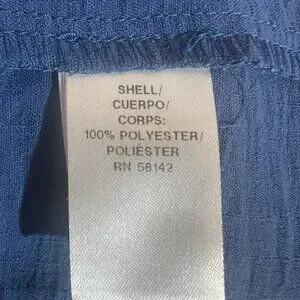 SHELL/
CUERPO/
CORPS:
100% POLYESTER/
POLIÉSTER
RN 58142